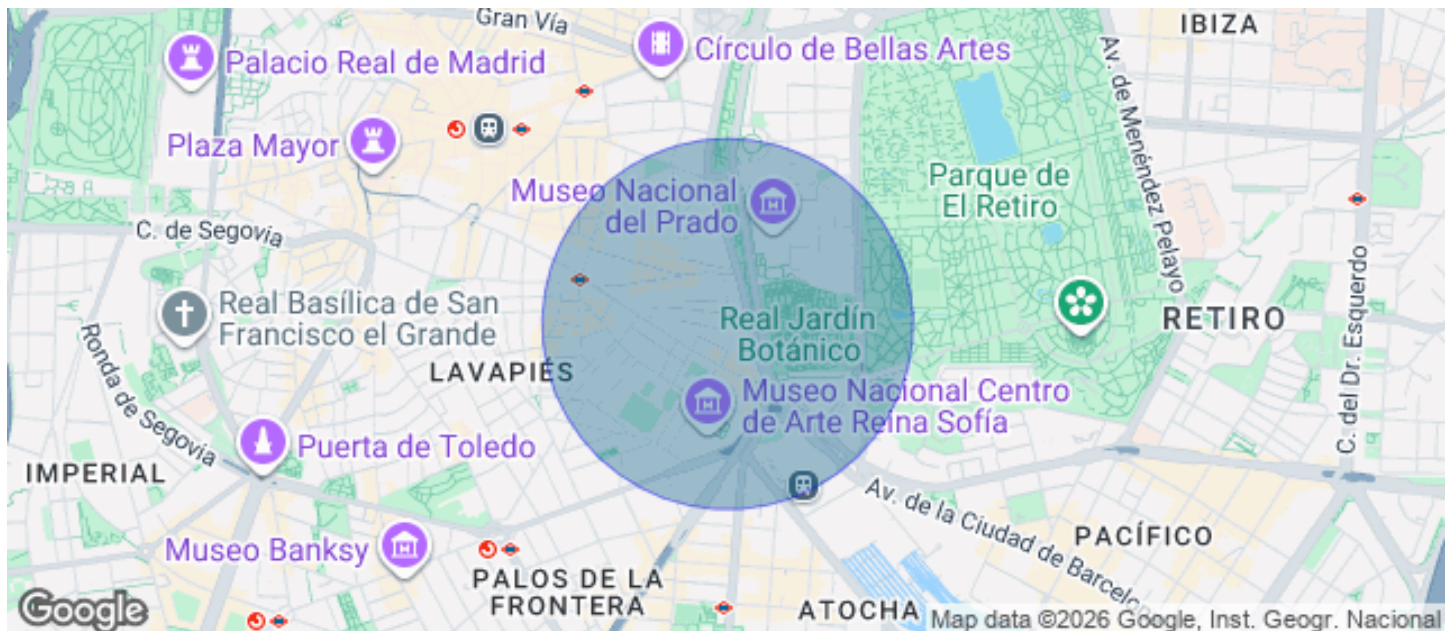 Gran Vía
IBIZA
Palacio Real de Madrid
Círculo de Bellas Artes
Av. de Menéndez Pelayo
Plaza Mayor
Museo Nacional
del Prado
Parque de
El Retiro
C. de Segovia
C. del Dr. Esquerdo
Real Basílica de San
Francisco el Grande
Real Jardín
Botánico
RETIRO
Ronda de Segovia
LAVAPIÉS
Museo Nacional Centro
de Arte Reina Sofía
Puerta de Toledo
IMPERIAL
Av. de la Ciudad de Barcelo
PACÍFICO
Museo Banksy
PALOS DE LA
FRONTERA
ATOCHA
Google
Map data ©2026 Google, Inst. Geogr. Nacional